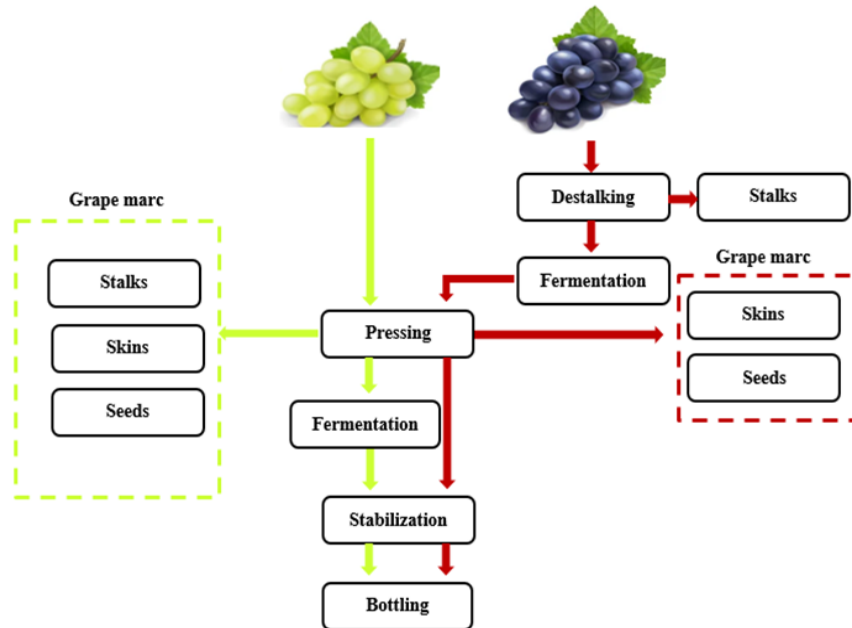 Grape marc
Destalking
Stalks
Grape marc
Stalks
Fermentation
Skins
Pressing
Skins
Seeds
Seeds
Fermentation
Stabilization
Bottling